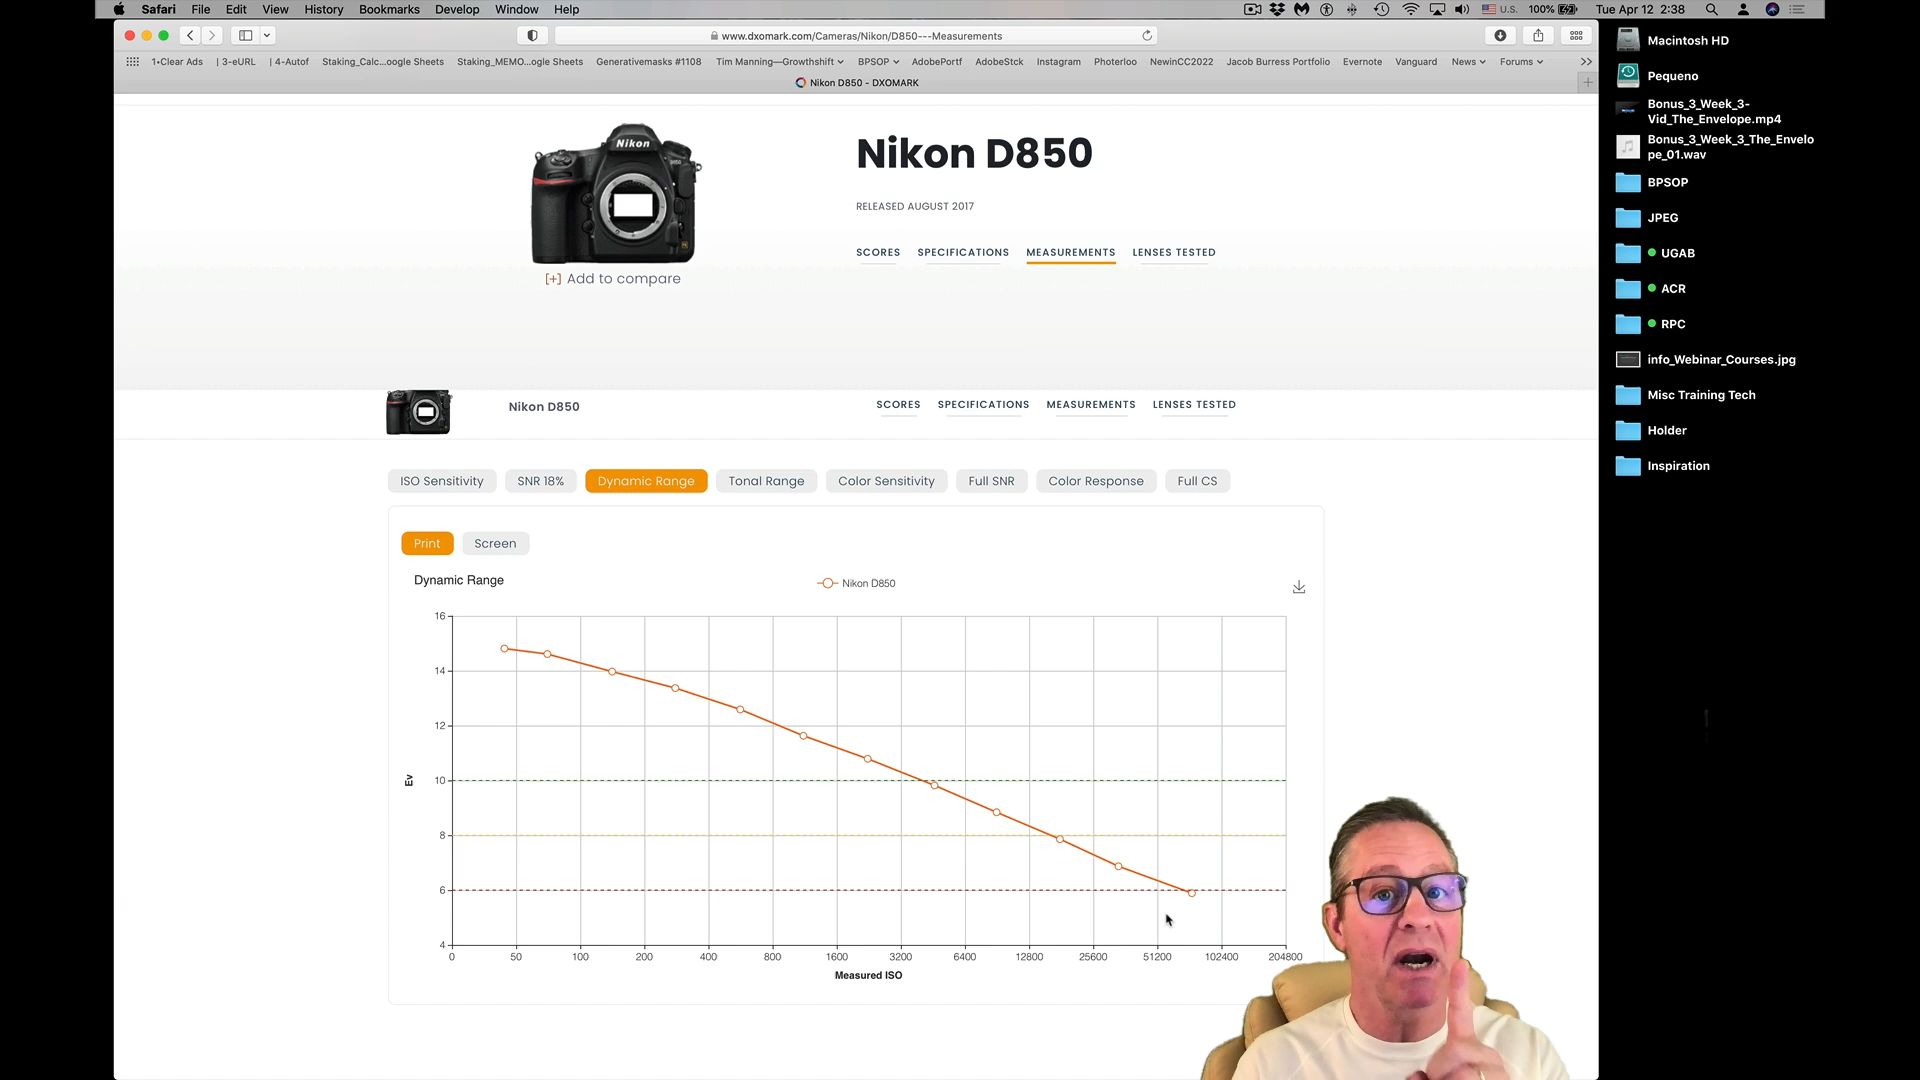 Safari File Edit View History Bookmarks Develop Window Help U.S. 100% Tue Apr 12 2:38
www.dxomark.com/Cameras/Nikon/D850---Measurements
1•Clear Ads | 3-eURL | 4-Autof Staking_Calc...oogle Sheets Staking_MEMO...ogle Sheets Generativemasks #1108 Tim Manning—Growthshift BPSOP AdobePortf AdobeStck Instagram Photerloo NewinCC2022 Jacob Burress Portfolio Evernote Vanguard News Forums
Nikon D850 - DXOMARK
Nikon
Nikon D850
RELEASED AUGUST 2017
SCORES SPECIFICATIONS MEASUREMENTS LENSES TESTED
[+] Add to compare
Nikon D850 SCORES SPECIFICATIONS MEASUREMENTS LENSES TESTED
ISO Sensitivity SNR 18% Dynamic Range Tonal Range Color Sensitivity Full SNR Color Response Full CS
Print Screen
Dynamic Range
Nikon D850
16
14
12
10
8
6
4
Ev
0 50 100 200 400 800 1600 3200 6400 12800 25600 51200 102400 204800
Measured ISO
Macintosh HD
Pequeno
Bonus_3_Week_3-
Vid_The_Envelope.mp4
Bonus_3_Week_3_The_Envelo
pe_01.wav
BPSOP
JPEG
UGAB
ACR
RPC
info_Webinar_Courses.jpg
Misc Training Tech
Holder
Inspiration